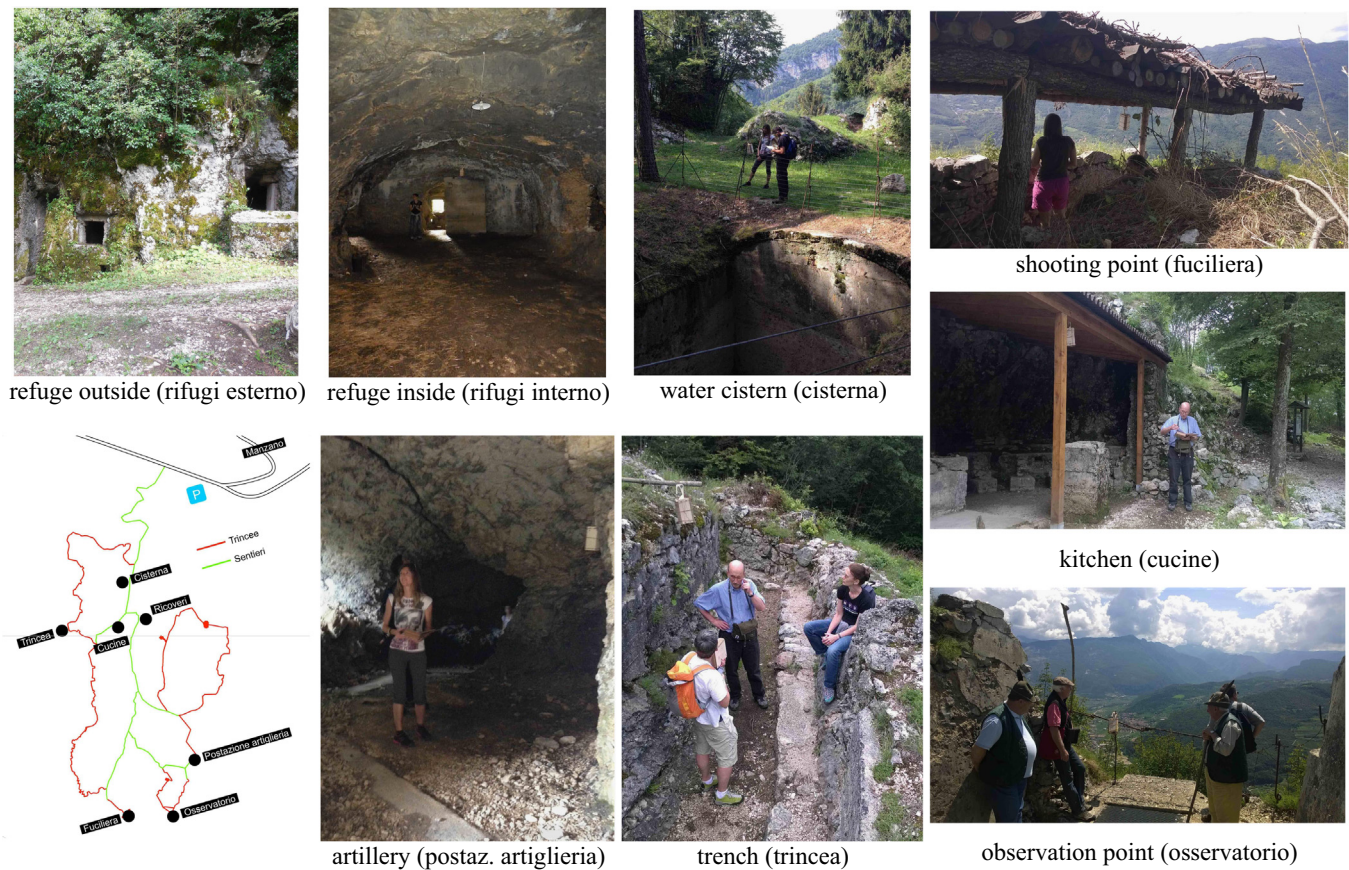 refuge outside (rifugi esterno)
refuge inside (rifugi interno)
water cistern (cisterna)
shooting point (fuciliera)
kitchen (cucine)
Manzano
P
Trincee
Sentieri
Cisterna
Ricoveri
Trincea
Cucine
Postazione artiglieria
Fuciliera
Osservatorio
artillery (postaz. artiglieria)
trench (trincea)
observation point (osservatorio)